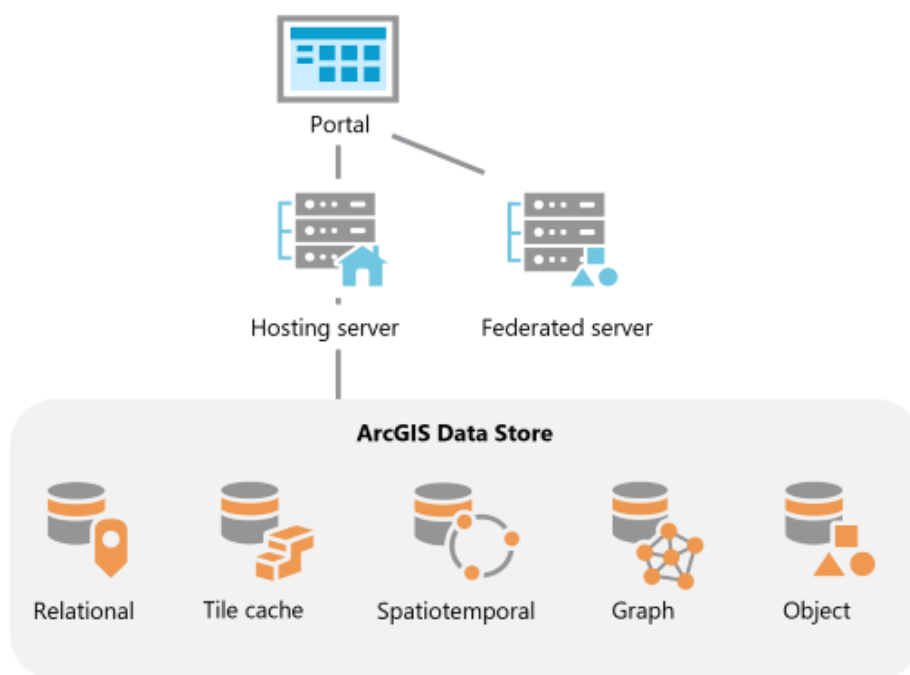 Portal
Hosting server
Federated server
ArcGIS Data Store
Relational
Tile cache
Spatiotemporal
Graph
Object